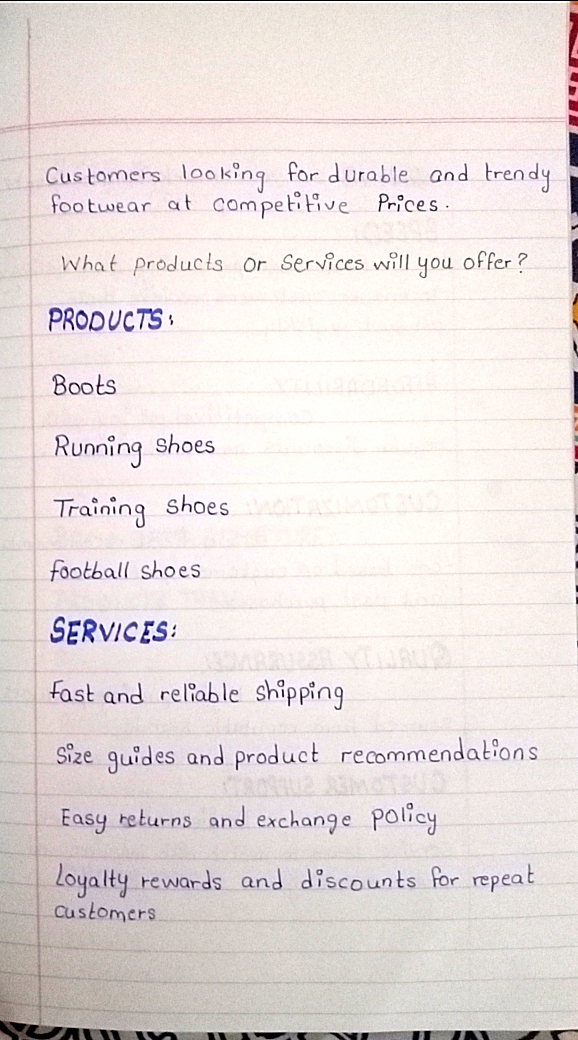 Customers looking for durable and trendy
footwear at competitive Prices.
What products or Services will you offer?
PRODUCTS:
Boots
Running shoes
Training shoes
football shoes
SERVICES:
fast and reliable shipping
Size guides and product recommendations
Easy returns and exchange policy
Loyalty rewards and discounts for repeat
customers